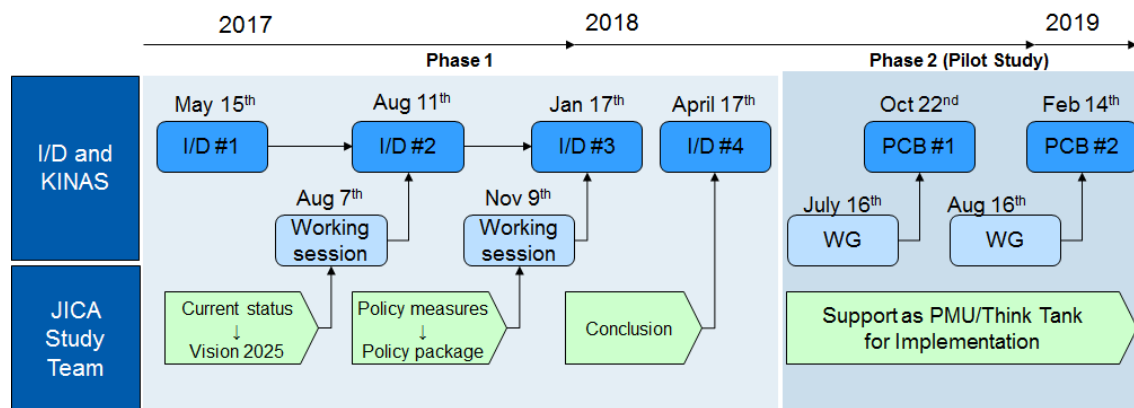 2017
2018
2019
Phase 1
Phase 2 (Pilot Study)
I/D and
KINAS
May 15th
Aug 11th
Jan 17th
April 17th
Oct 22nd
Feb 14th
I/D #1
I/D #2
I/D #3
I/D #4
PCB #1
PCB #2
Aug 7th
Nov 9th
July 16th
Aug 16th
Working
session
Working
session
WG
WG
JICA
Study
Team
Current status
↓
Vision 2025
Policy measures
↓
Policy package
Conclusion
Support as PMU/Think Tank
for Implementation